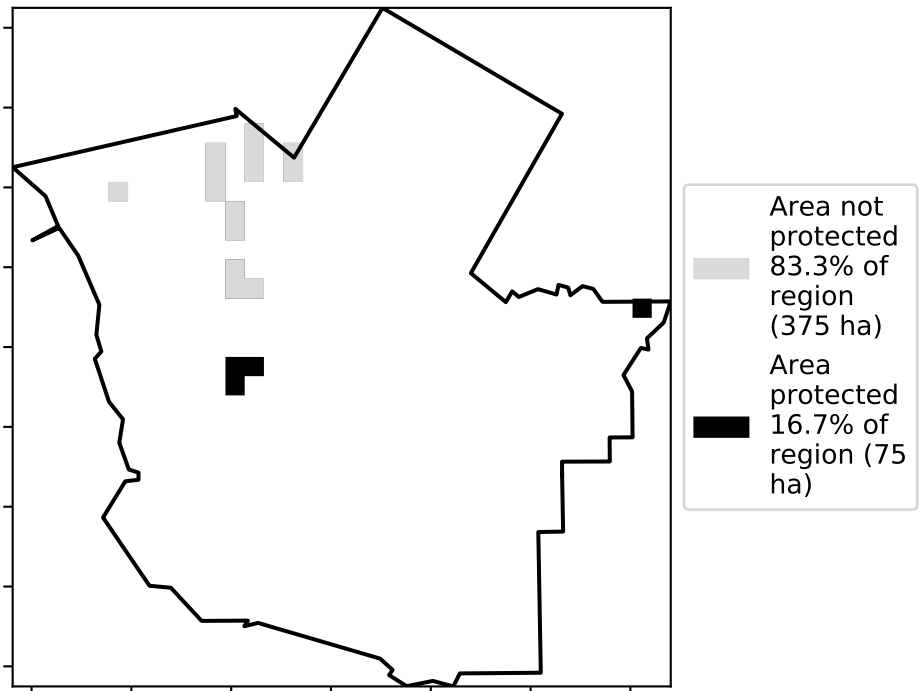 Area not
protected
83.3% of
region
(375 ha)
Area
protected
16.7% of
region (75
ha)